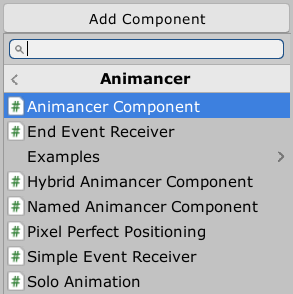 Add Component
Animancer
Animancer Component
End Event Receiver
Examples
Hybrid Animancer Component
Named Animancer Component
Pixel Perfect Positioning
Simple Event Receiver
Solo Animation